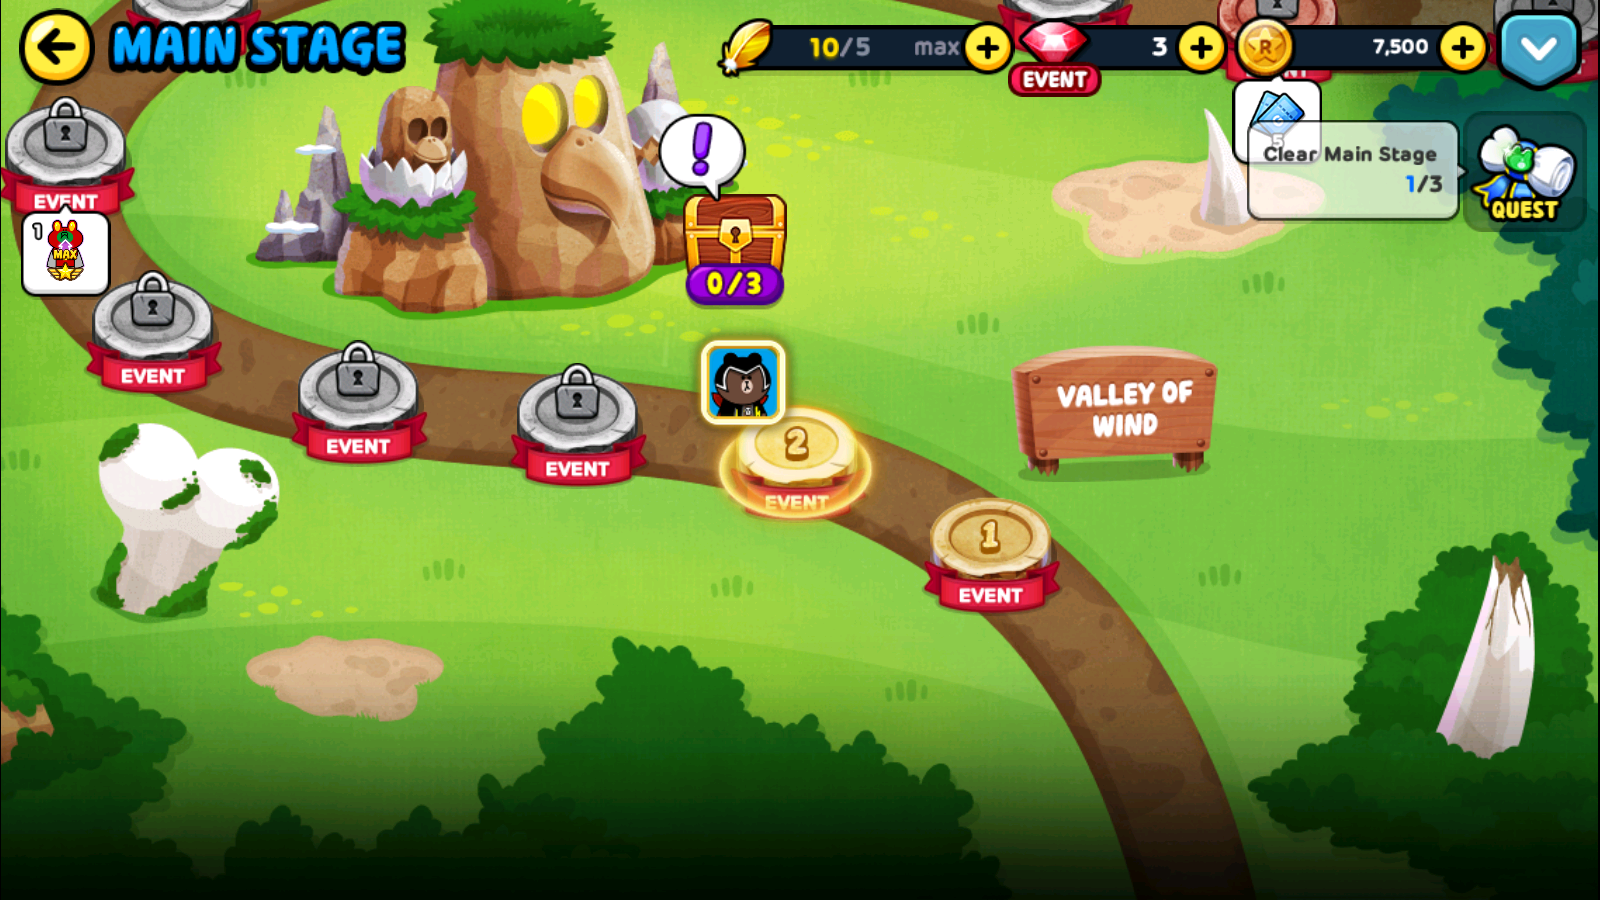 MAIN STAGE
10/5 max
3
EVENT
R
7,500
5
Clear Main Stage
1/3
QUEST
EVENT
1
MAX
0/3
EVENT
EVENT
EVENT
2
EVENT
VALLEY OF
WIND
1
EVENT